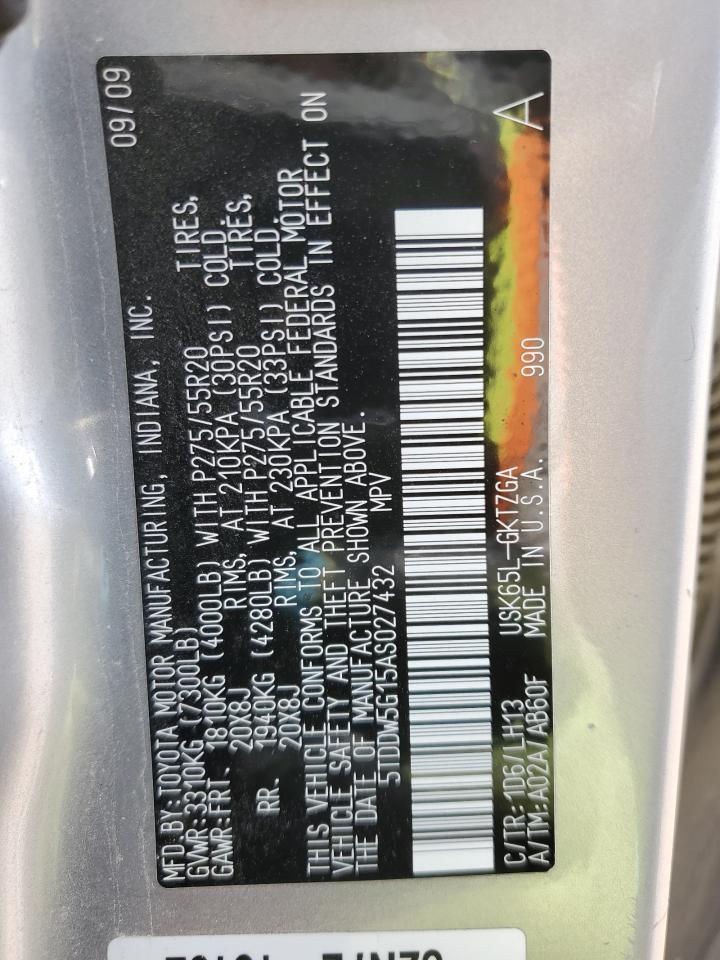 MFD BY:TOYOTA MOTOR MANUFACTURING, INDIANA, INC. 09/09
GVWR:3310KG (7300LB)
GAWR:FRT. 1810KG (4000LB) WITH P275/55R20 TIRES,
20X8J RIMS, AT 210KPA (30PSI) COLD.
RR. 1940KG (4280LB) WITH P275/55R20 TIRES,
20X8J RIMS, AT 230KPA (33PSI) COLD.
THIS VEHICLE CONFORMS TO ALL APPLICABLE FEDERAL MOTOR
VEHICLE SAFETY AND THEFT PREVENTION STANDARDS IN EFFECT ON
THE DATE OF MANUFACTURE SHOWN ABOVE.
5TDDW5G15AS027432 MPV
C/TR:1D6/LH13 USK65L-GKTZGA
A/TM:A02A/AB60F MADE IN U.S.A. 990 A